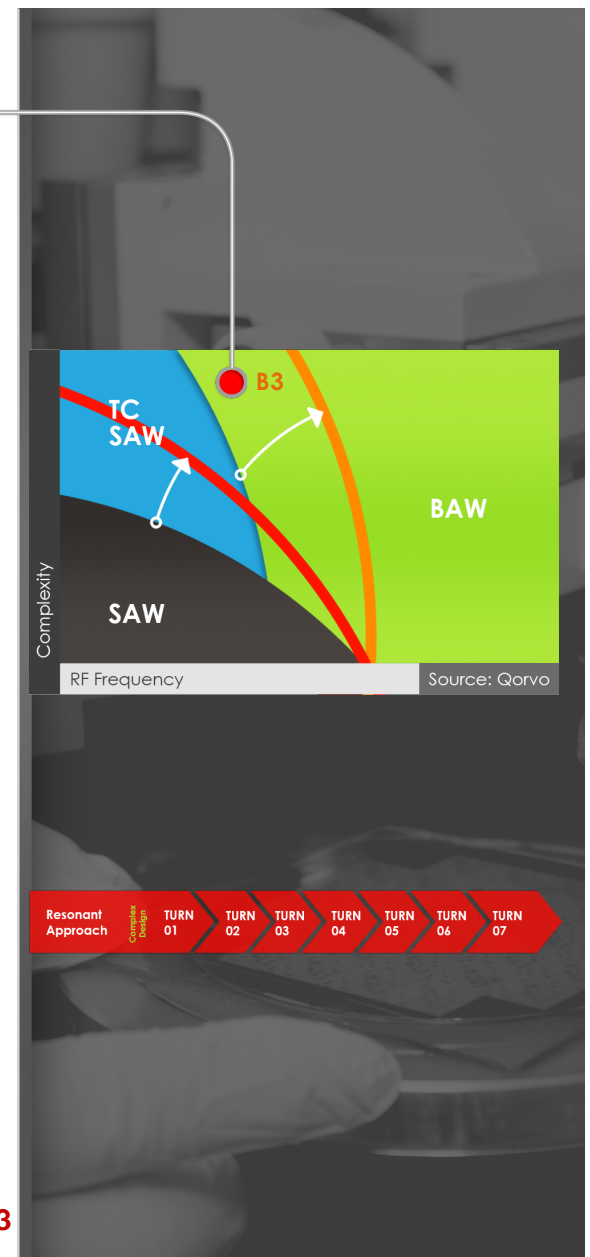 B3
TC
SAW
BAW
SAW
Complexity
RF Frequency
Source: Qorvo
Resonant
Approach
Complex
Design
TURN
01
TURN
02
TURN
03
TURN
04
TURN
05
TURN
06
TURN
07
3